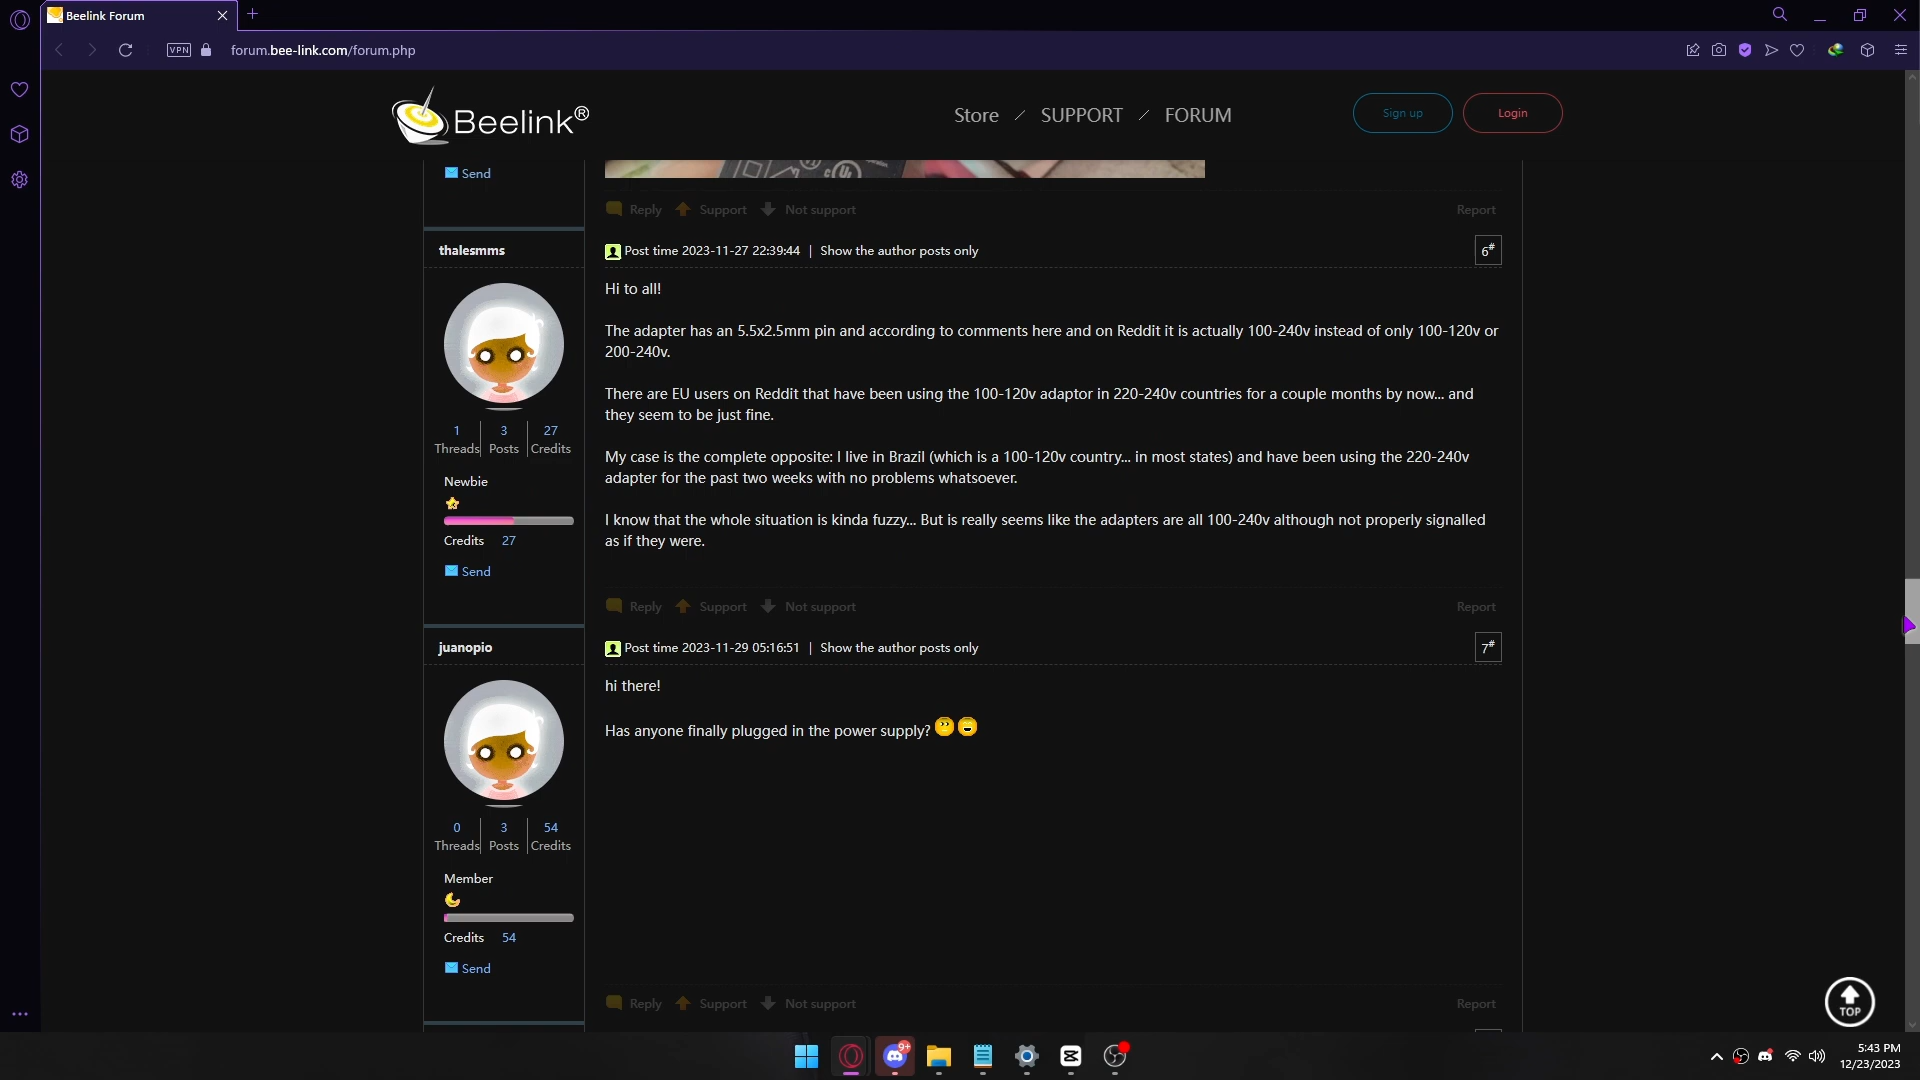 Beelink Forum
VPN
forum.bee-link.com/forum.php
Beelink®
Store / SUPPORT / FORUM
Sign up
Login
Send
Reply Support Not support
Report
thalesmms
Post time 2023-11-27 22:39:44 | Show the author posts only
6#
Hi to all!
The adapter has an 5.5x2.5mm pin and according to comments here and on Reddit it is actually 100-240v instead of only 100-120v or
200-240v.
There are EU users on Reddit that have been using the 100-120v adaptor in 220-240v countries for a couple months by now... and
they seem to be just fine.
My case is the complete opposite: I live in Brazil (which is a 100-120v country... in most states) and have been using the 220-240v
adapter for the past two weeks with no problems whatsoever.
I know that the whole situation is kinda fuzzy... But is really seems like the adapters are all 100-240v although not properly signalled
as if they were.
1 3 27
Threads Posts Credits
Newbie
Credits 27
Send
Reply Support Not support
Report
juanopio
Post time 2023-11-29 05:16:51 | Show the author posts only
7#
hi there!
Has anyone finally plugged in the power supply?
0 3 54
Threads Posts Credits
Member
Credits 54
Send
Reply Support Not support
Report
TOP
9+
5:43 PM
12/23/2023